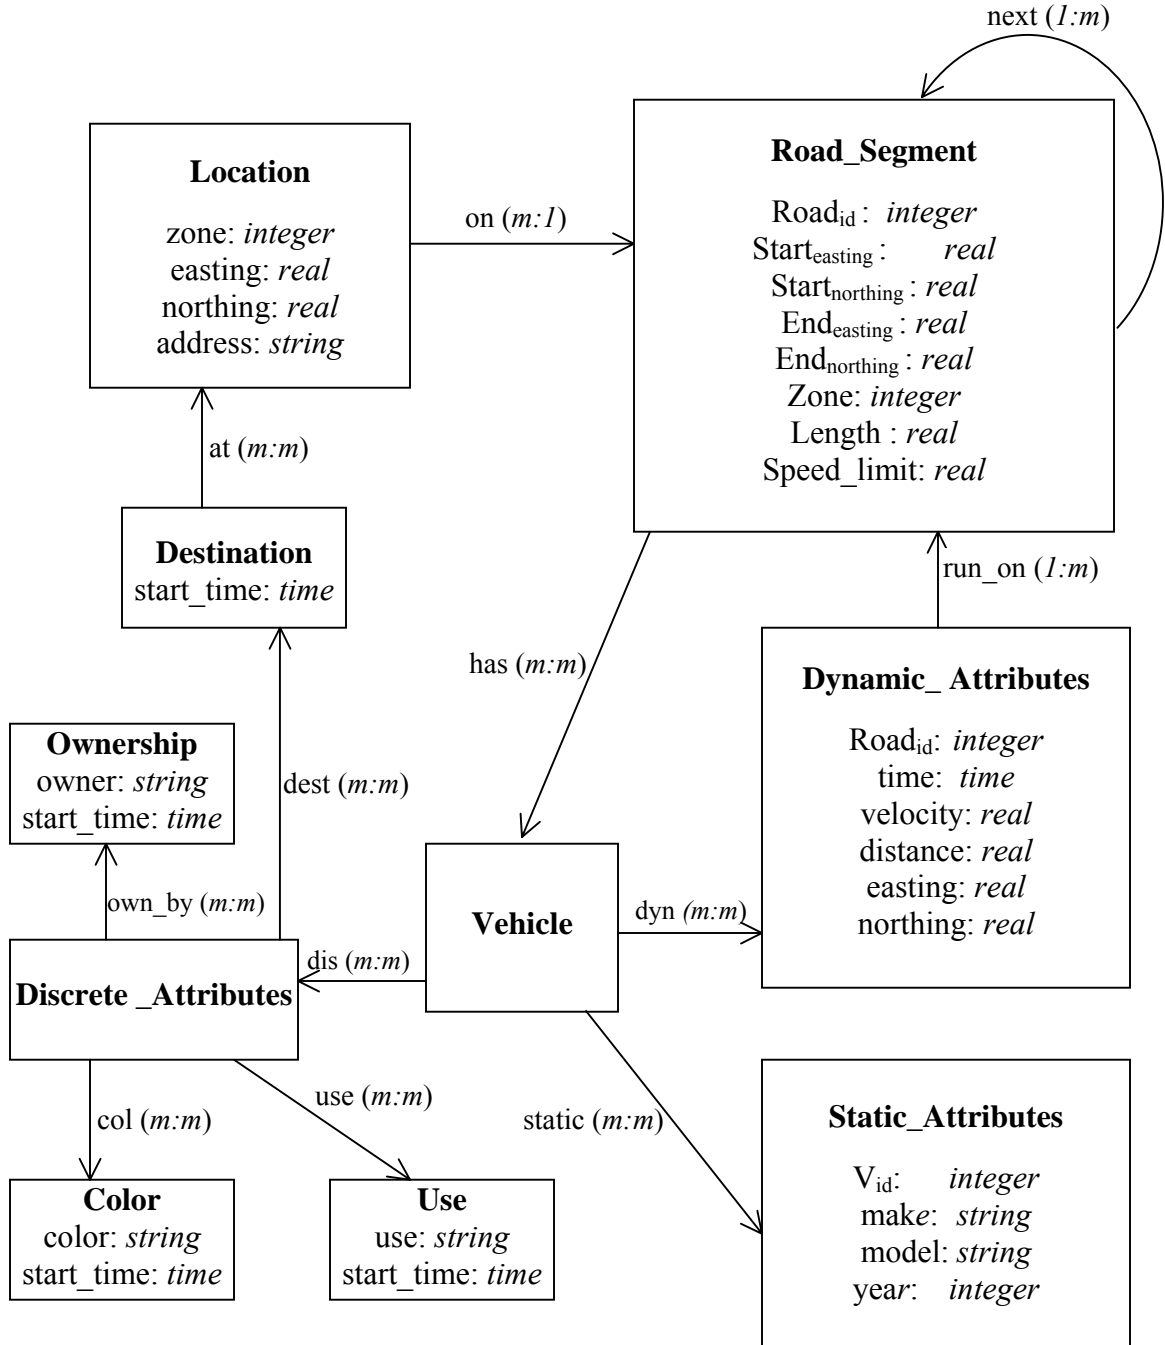 next (1:m)
Location
zone: integer
easting: real
northing: real
address: string
on (m:1)
Road_Segment
Roadid : integer
Starteasting : real
Startnorthing : real
Endeasting : real
Endnorthing : real
Zone: integer
Length : real
Speed_limit: real
at (m:m)
Destination
start_time: time
run_on (1:m)
has (m:m)
Dynamic_ Attributes
Roadid: integer
time: time
velocity: real
distance: real
easting: real
northing: real
Ownership
owner: string
start_time: time
dest (m:m)
own_by (m:m)
Vehicle
dyn (m:m)
dis (m:m)
Discrete _Attributes
use (m:m)
col (m:m)
static (m:m)
Static_Attributes
Vid: integer
make: string
model: string
year: integer
Color
color: string
start_time: time
Use
use: string
start_time: time